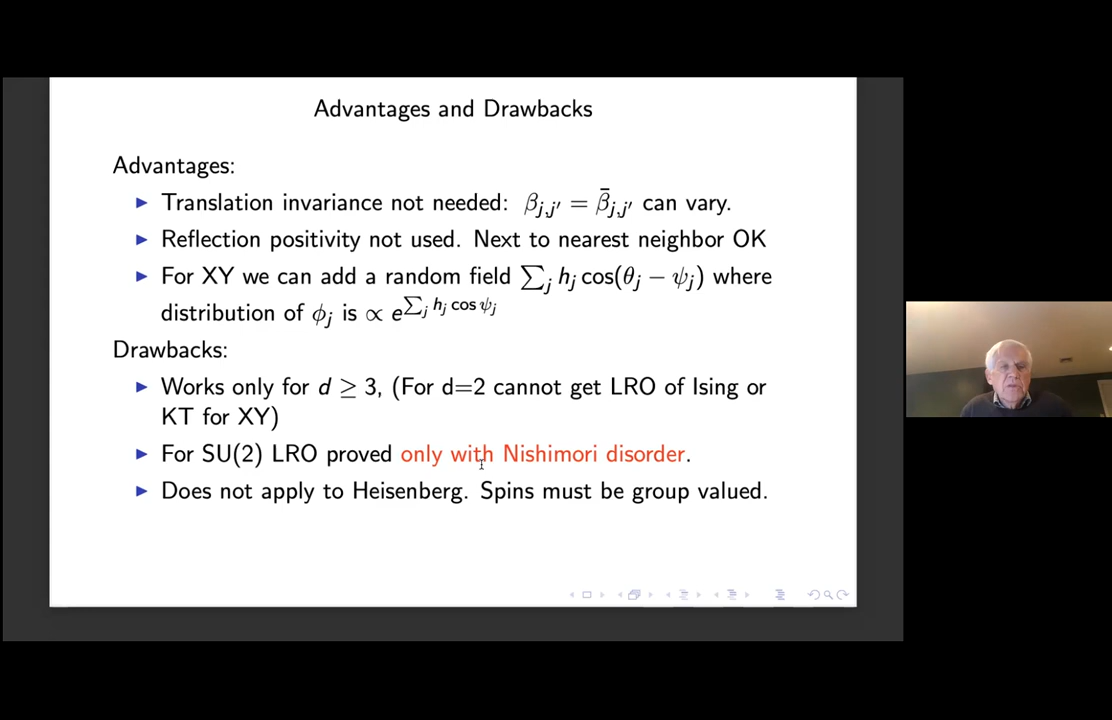 Advantages and Drawbacks
Advantages:
▶ Translation invariance not needed: β_{j,j′} = β̄_{j,j′} can vary.
▶ Reflection positivity not used. Next to nearest neighbor OK
▶ For XY we can add a random field ∑_j h_j cos(θ_j − ψ_j) where
distribution of ϕ_j is ∝ e^{∑_j h_j cos ψ_j}
Drawbacks:
▶ Works only for d ≥ 3, (For d=2 cannot get LRO of Ising or
KT for XY)
▶ For SU(2) LRO proved only with Nishimori disorder.
▶ Does not apply to Heisenberg. Spins must be group valued.